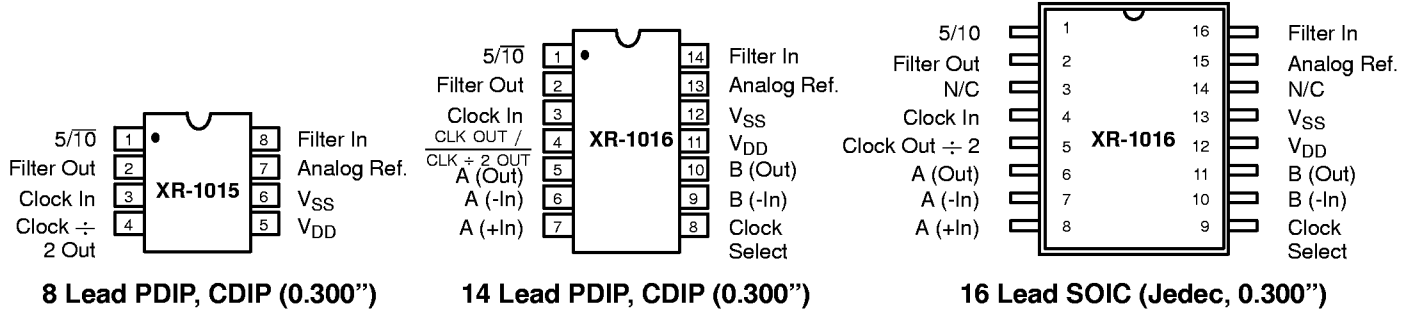 5/10
1
8
Filter In
Filter Out
2
7
Analog Ref.
XR-1015
Clock In
3
6
VSS
Clock ÷
2 Out
4
5
VDD
8 Lead PDIP, CDIP (0.300”)
5/10
1
14
Filter In
Filter Out
2
13
Analog Ref.
Clock In
3
12
VSS
CLK OUT /
CLK ÷ 2 OUT
4
XR-1016
11
VDD
A (Out)
5
10
B (Out)
A (-In)
6
9
B (-In)
A (+In)
7
8
Clock
Select
14 Lead PDIP, CDIP (0.300”)
5/10
1
16
Filter In
Filter Out
2
15
Analog Ref.
N/C
3
14
N/C
Clock In
4
13
VSS
XR-1016
Clock Out ÷ 2
5
12
VDD
A (Out)
6
11
B (Out)
A (-In)
7
10
B (-In)
A (+In)
8
9
Clock
Select
16 Lead SOIC (Jedec, 0.300”)